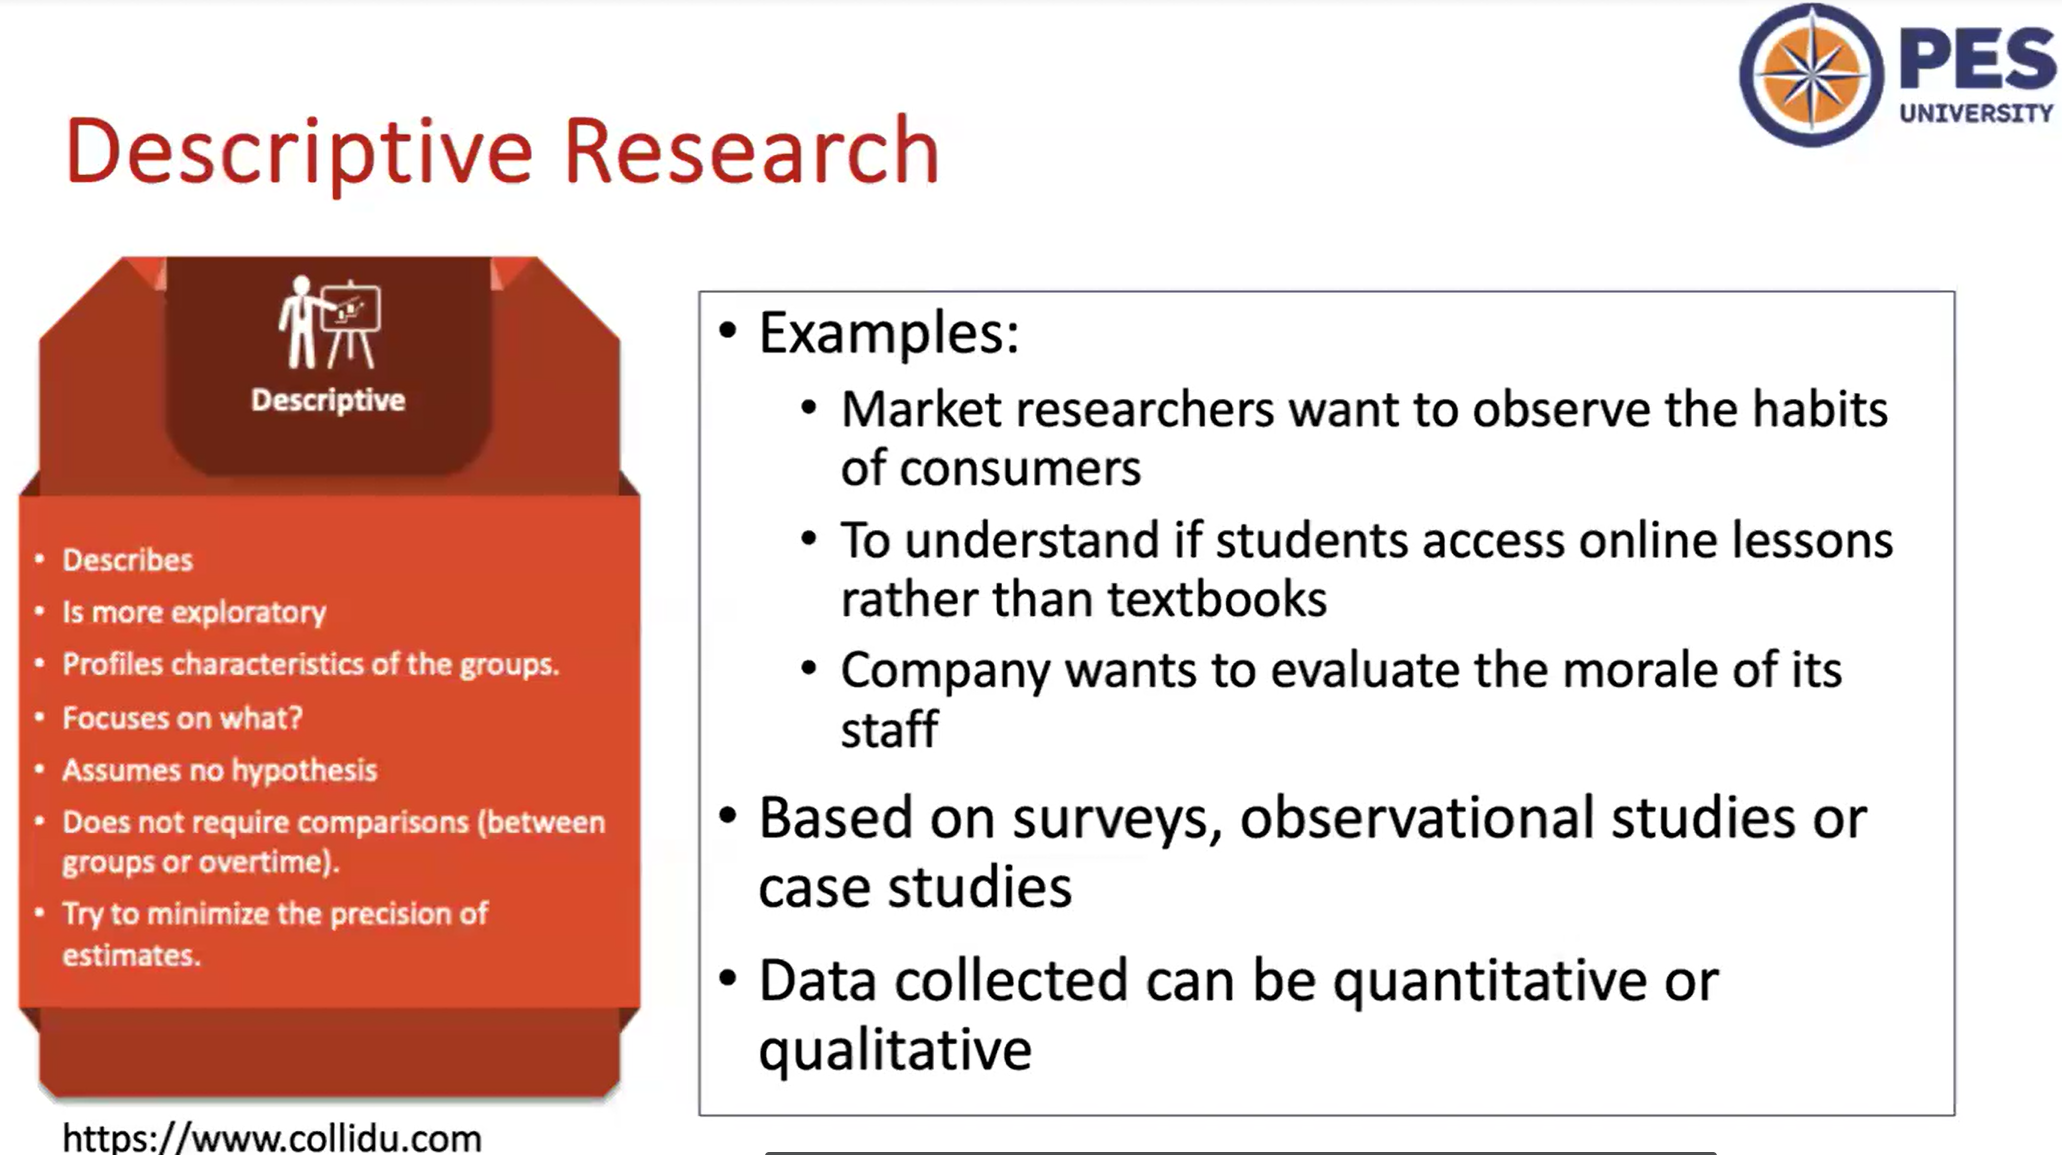 PES
UNIVERSITY
Descriptive Research
Descriptive
• Describes
• Is more exploratory
• Profiles characteristics of the groups.
• Focuses on what?
• Assumes no hypothesis
• Does not require comparisons (between
groups or overtime).
• Try to minimize the precision of
estimates.
https://www.collidu.com
• Examples:
• Market researchers want to observe the habits
of consumers
• To understand if students access online lessons
rather than textbooks
• Company wants to evaluate the morale of its
staff
• Based on surveys, observational studies or
case studies
• Data collected can be quantitative or
qualitative